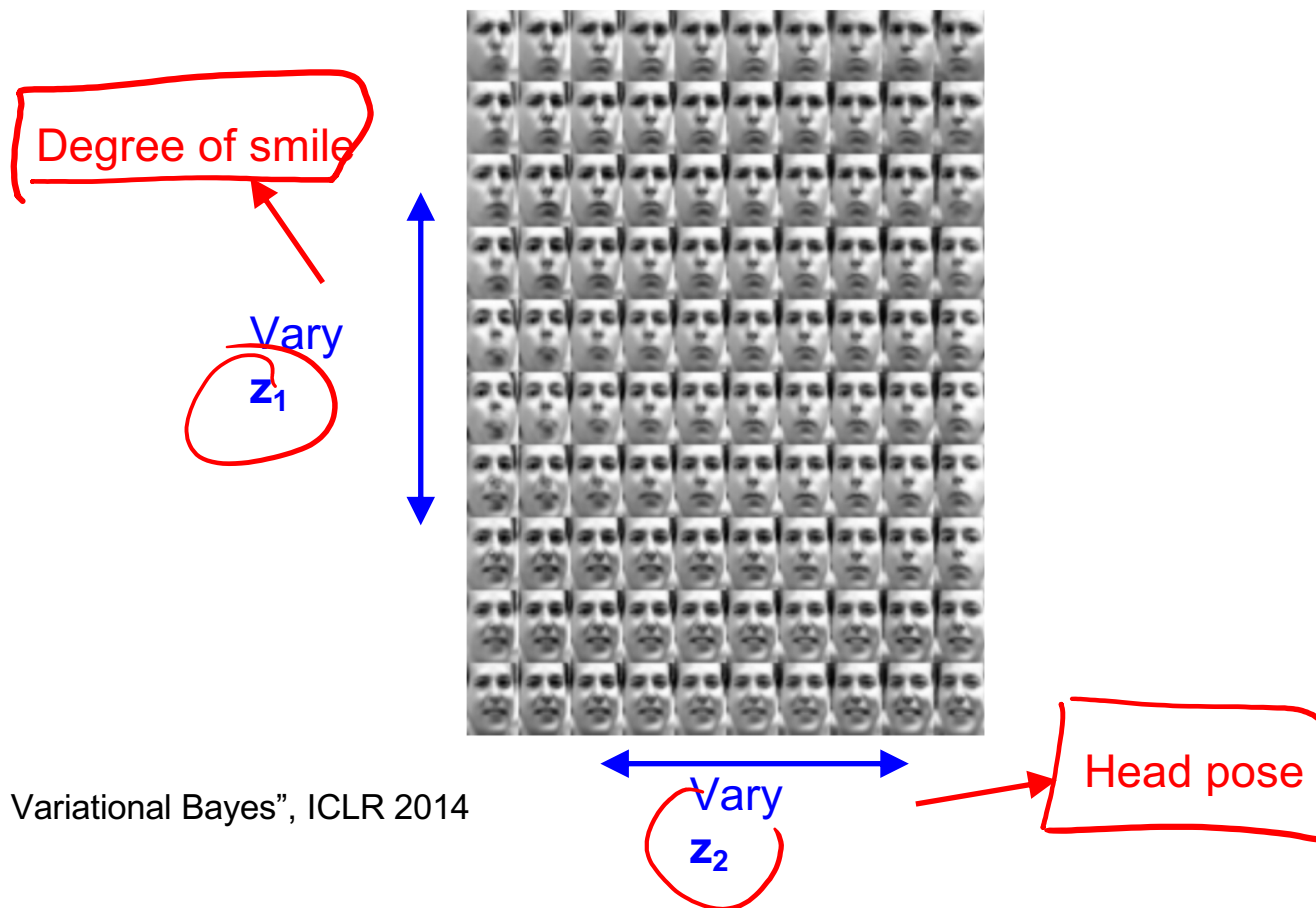 Degree of smile
Vary
z₁
Vary
z₂
Head pose
Variational Bayes”, ICLR 2014